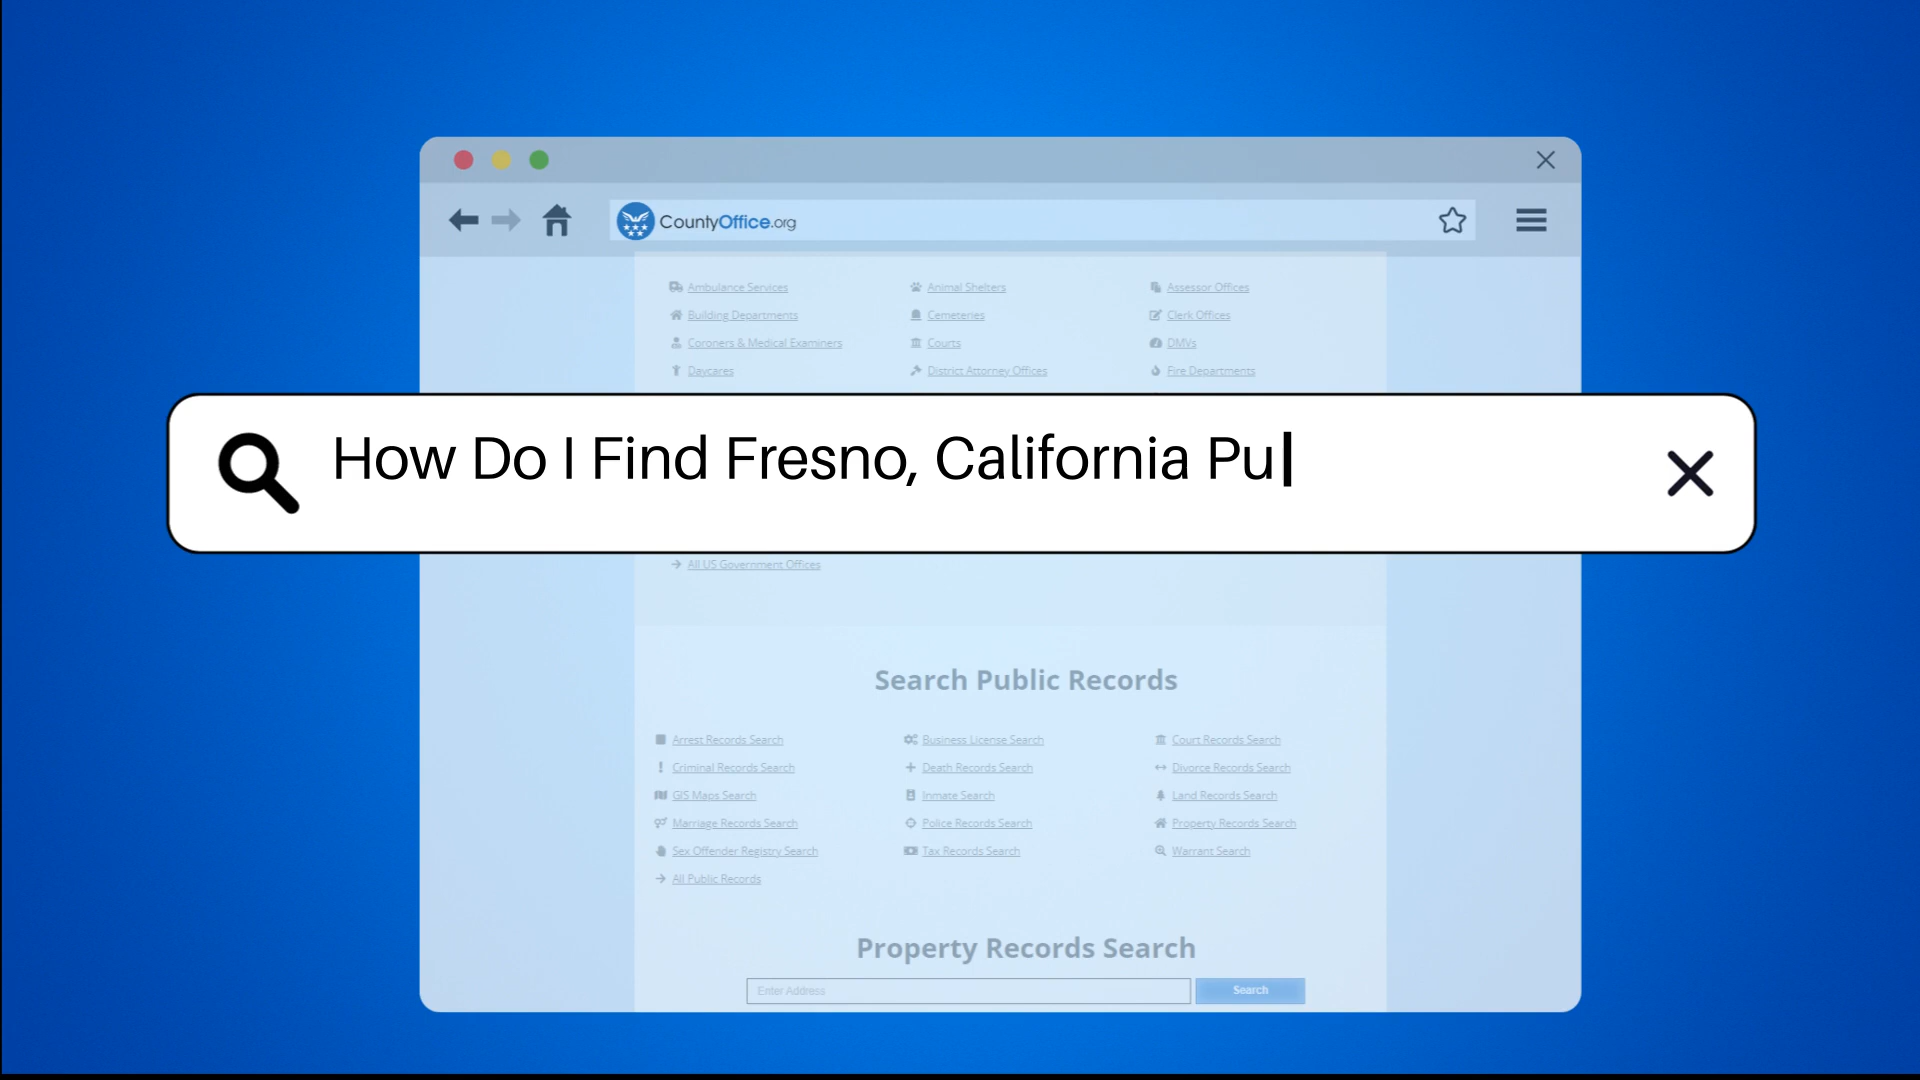 CountyOffice.org
Ambulance Services Animal Shelters Assessor Offices
Building Departments Cemeteries Clerk Offices
Coroners & Medical Examiners Courts DMVs
Daycares District Attorney Offices Fire Departments
How Do I Find Fresno, California Pu
All US Government Offices
Search Public Records
Arrest Records Search Business License Search Court Records Search
Criminal Records Search Death Records Search Divorce Records Search
GIS Maps Search Inmate Search Land Records Search
Marriage Records Search Police Records Search Property Records Search
Sex Offender Registry Search Tax Records Search Warrant Search
All Public Records
Property Records Search
Enter Address Search